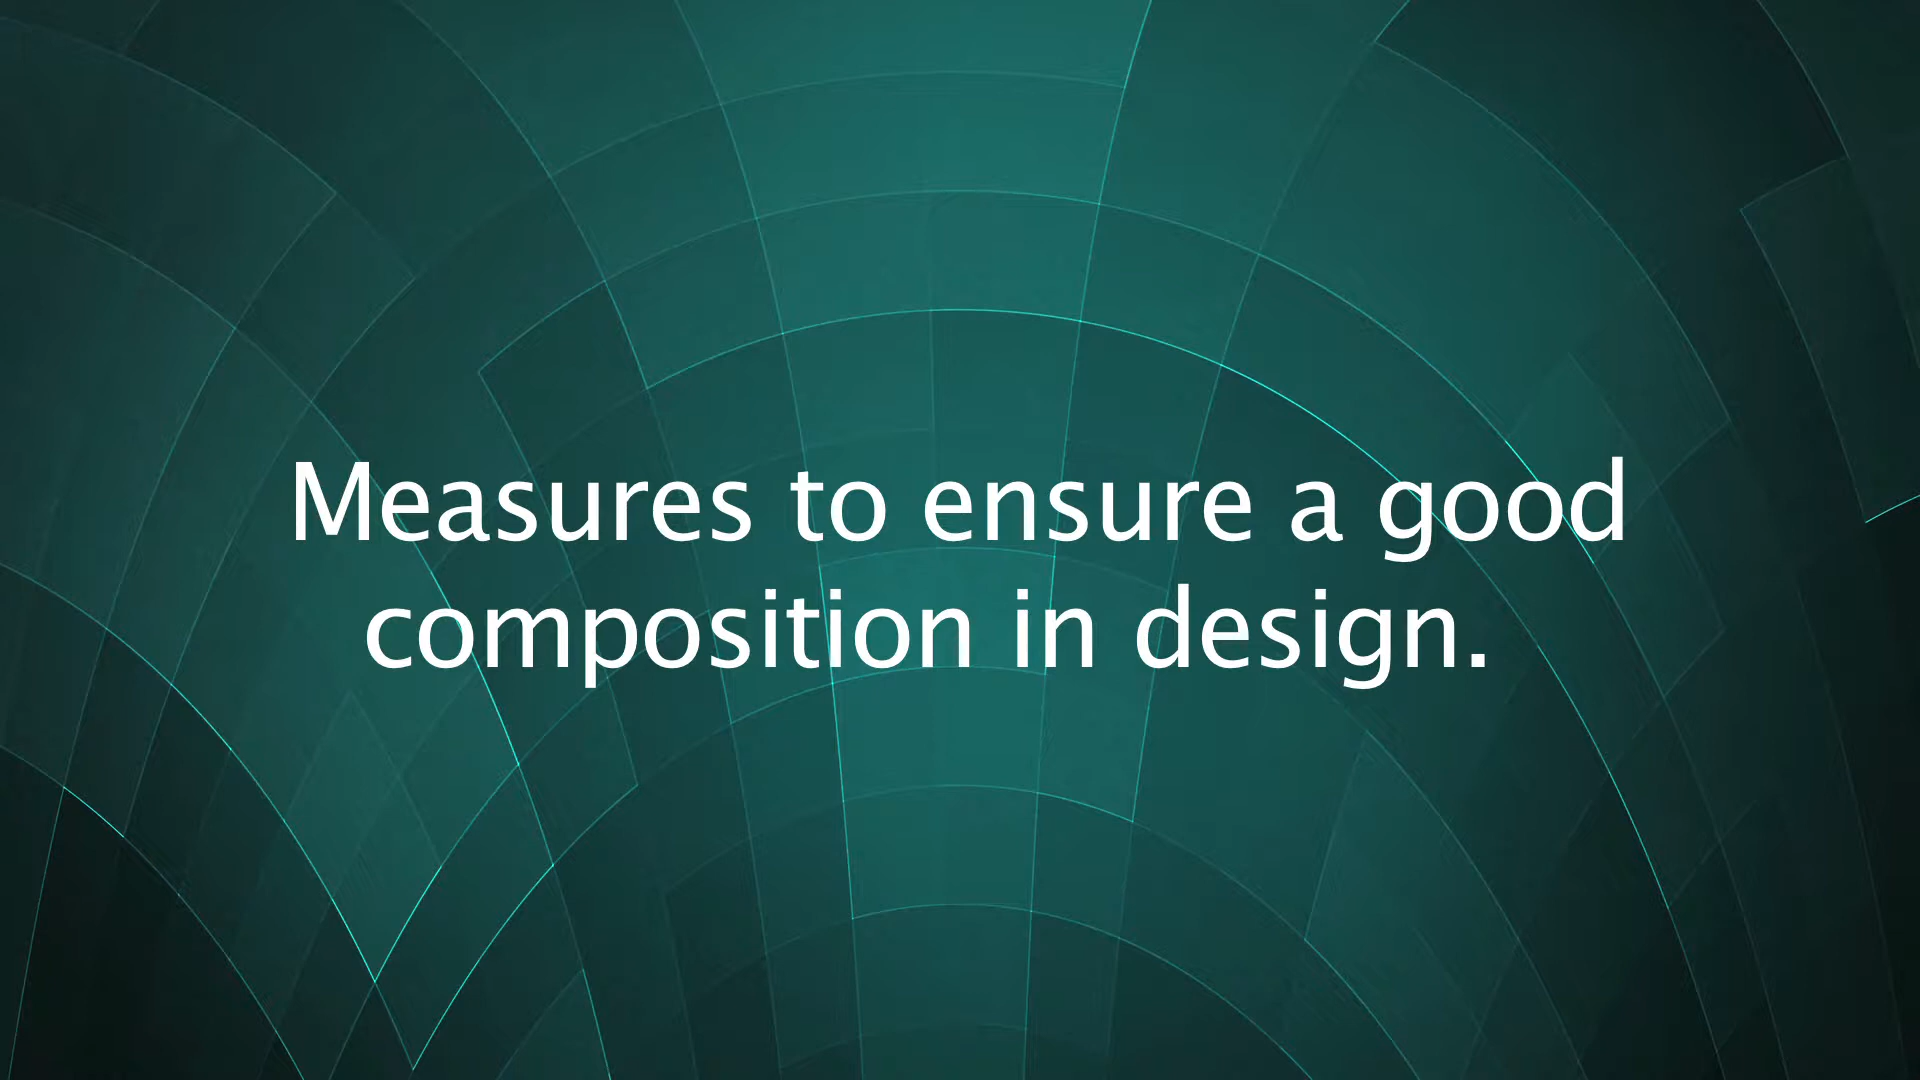 Measures to ensure a good
composition in design.